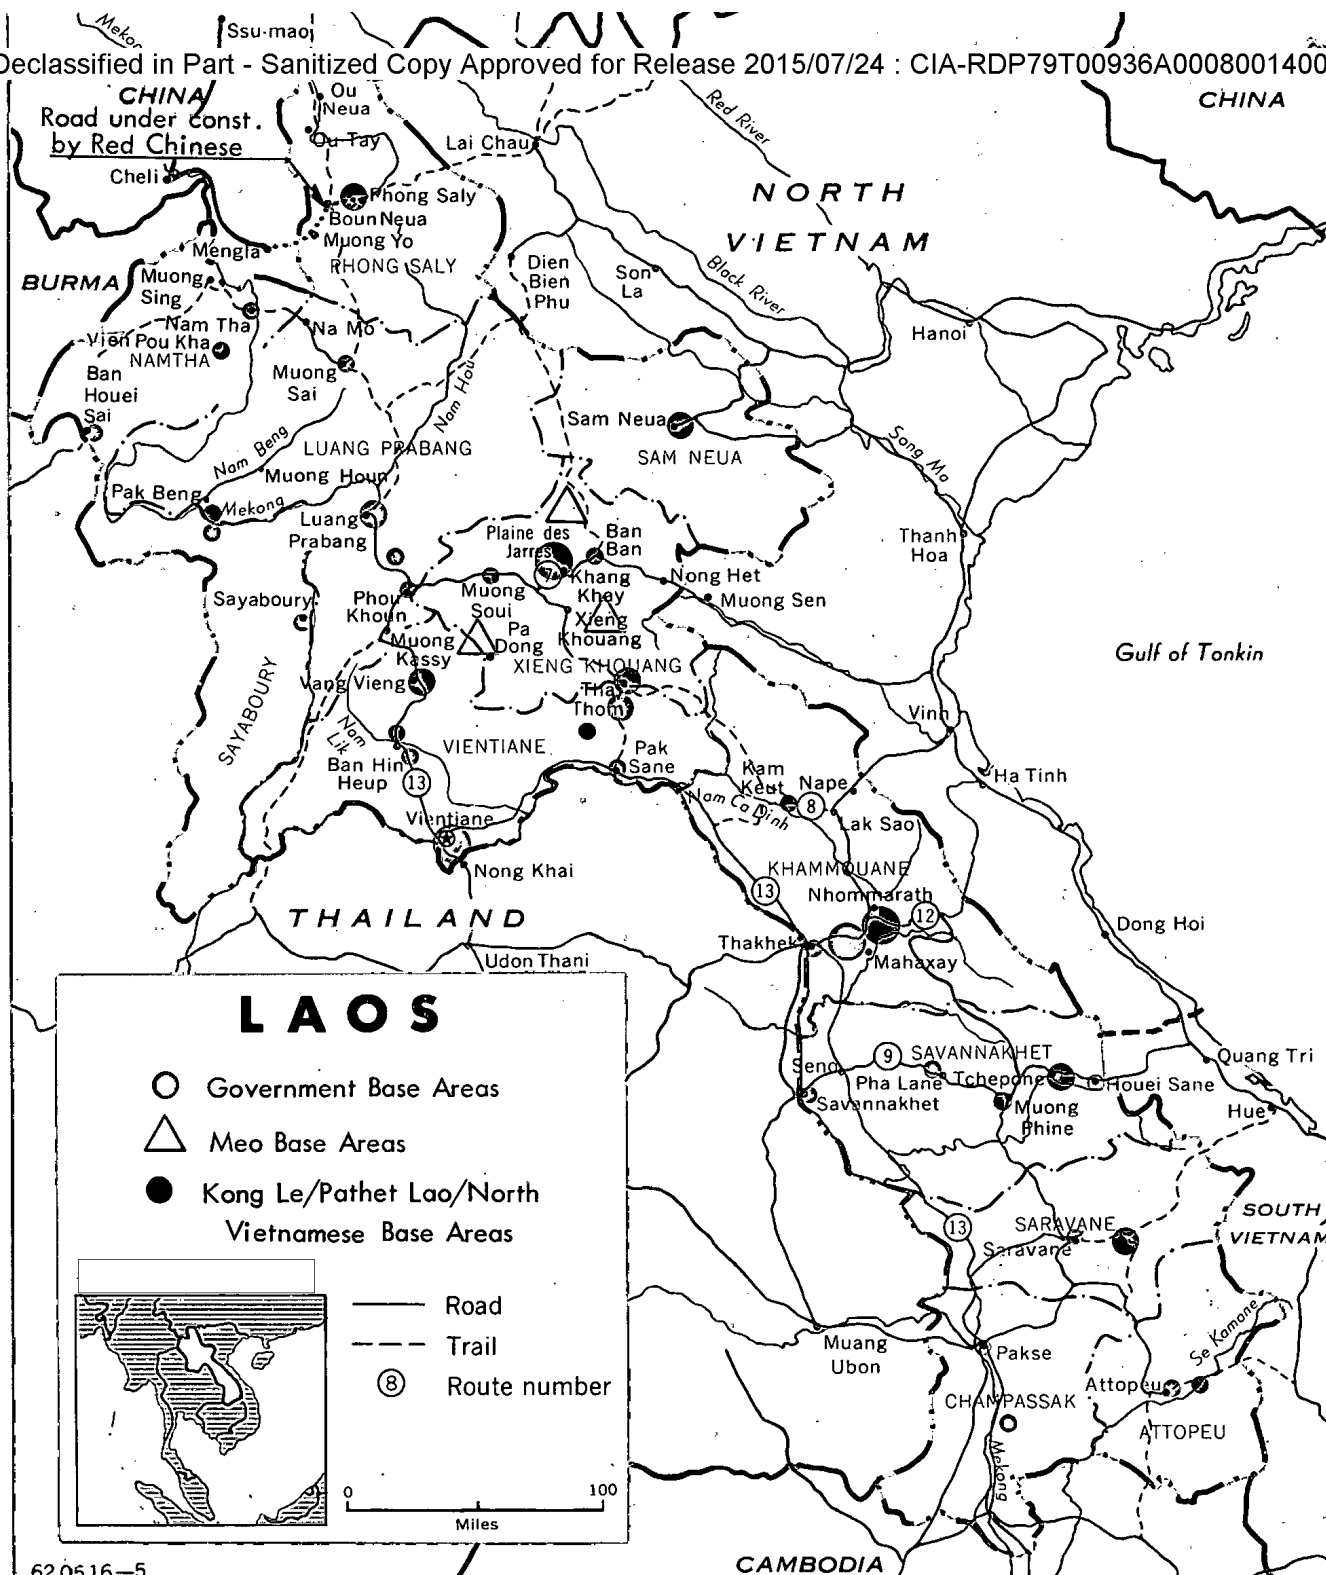 Mekong
Ssu-mao
Declassified in Part - Sanitized Copy Approved for Release 2015/07/24 : CIA-RDP79T00936A0008001400
CHINA
CHINA
Ou
Neua
Road under const.
by Red Chinese
Red River
Ou Tay
Lai Chau
Cheli
NORTH
VIETNAM
Phong Saly
Boun Neua
Muong Yo
Mengla
PHONG SALY
BURMA
Muong
Sing
Dien
Bien
Phu
Son
La
Black River
Nam Tha
Na Mo
Hanoi
Vien Pou Kha
NAMTHA
Ban
Houei
Sai
Muong
Sai
Nam Hou
Sam Neua
Song Ma
Nam Beng
LUANG PRABANG
SAM NEUA
Muong Houn
Pak Beng
Mekong
Luang
Prabang
Plaine des
Jarres
Ban
Ban
Thanh
Hoa
7
Khang
Khay
Nong Het
Muong Sen
Sayaboury
Phou
Khoun
Muong
Soui
Xieng
Khouang
Pa
Dong
Muong
Kassy
Gulf of Tonkin
XIENG KHOUANG
Vang Vieng
SAYABOURY
Tha
Thom
Vinh
Nam
Lik
VIENTIANE
Pak
Sane
Ban Hin
Heup
13
Kam
Keut
Nape
8
Ha Tinh
Nam Ca Dinh
Lak Sao
Vientiane
Nong Khai
KHAMMOUANE
13
Nhommarath
12
THAILAND
Dong Hoi
Thakhek
Udon Thani
Mahaxay
LAOS
9
SAVANNAKHET
Quang Tri
Seno
Pha Lane
Tchepone
Houei Sane
Savannakhet
Muong
Phine
Hue
Government Base Areas
Meo Base Areas
Kong Le/Pathet Lao/North
Vietnamese Base Areas
SOUTH
VIETNAM
13
SARAVANE
Saravane
Road
Trail
8 Route number
Se Kamane
Muang
Ubon
Pakse
Attopeu
CHAMPASSAK
ATTOPEU
Mekong
0 100
Miles
CAMBODIA
620516-5